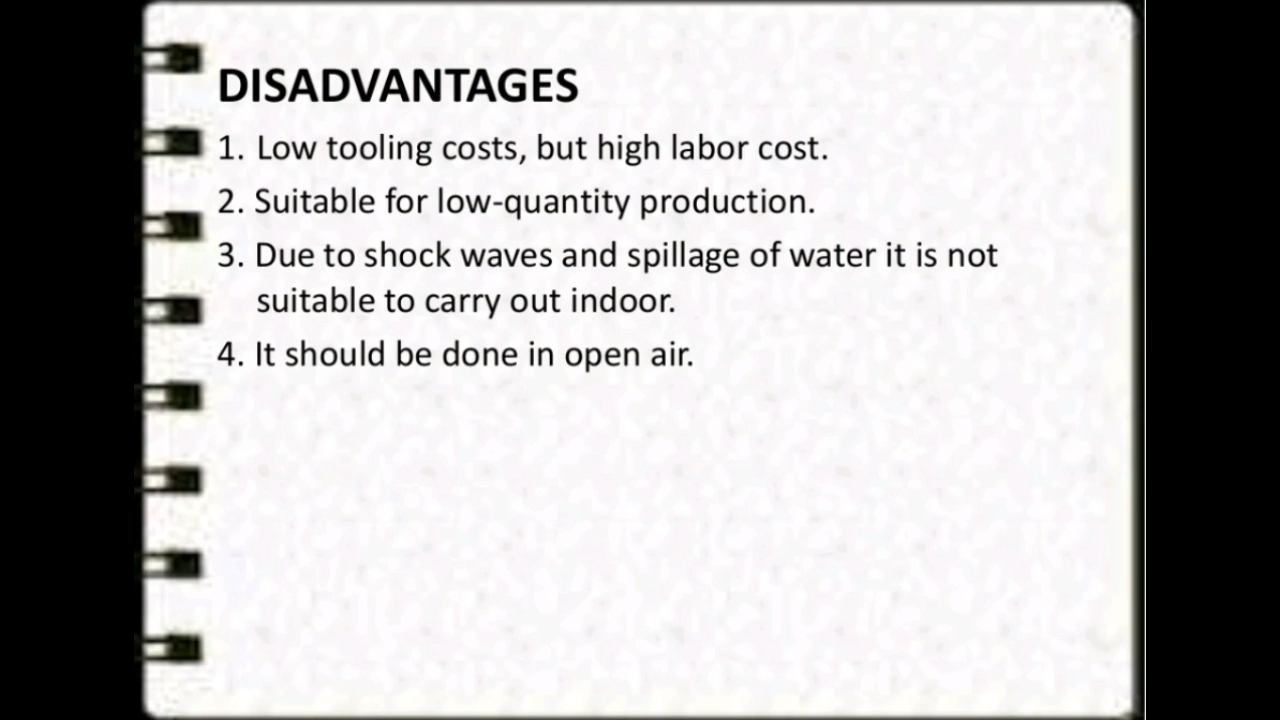 DISADVANTAGES
1. Low tooling costs, but high labor cost.
2. Suitable for low-quantity production.
3. Due to shock waves and spillage of water it is not
suitable to carry out indoor.
4. It should be done in open air.